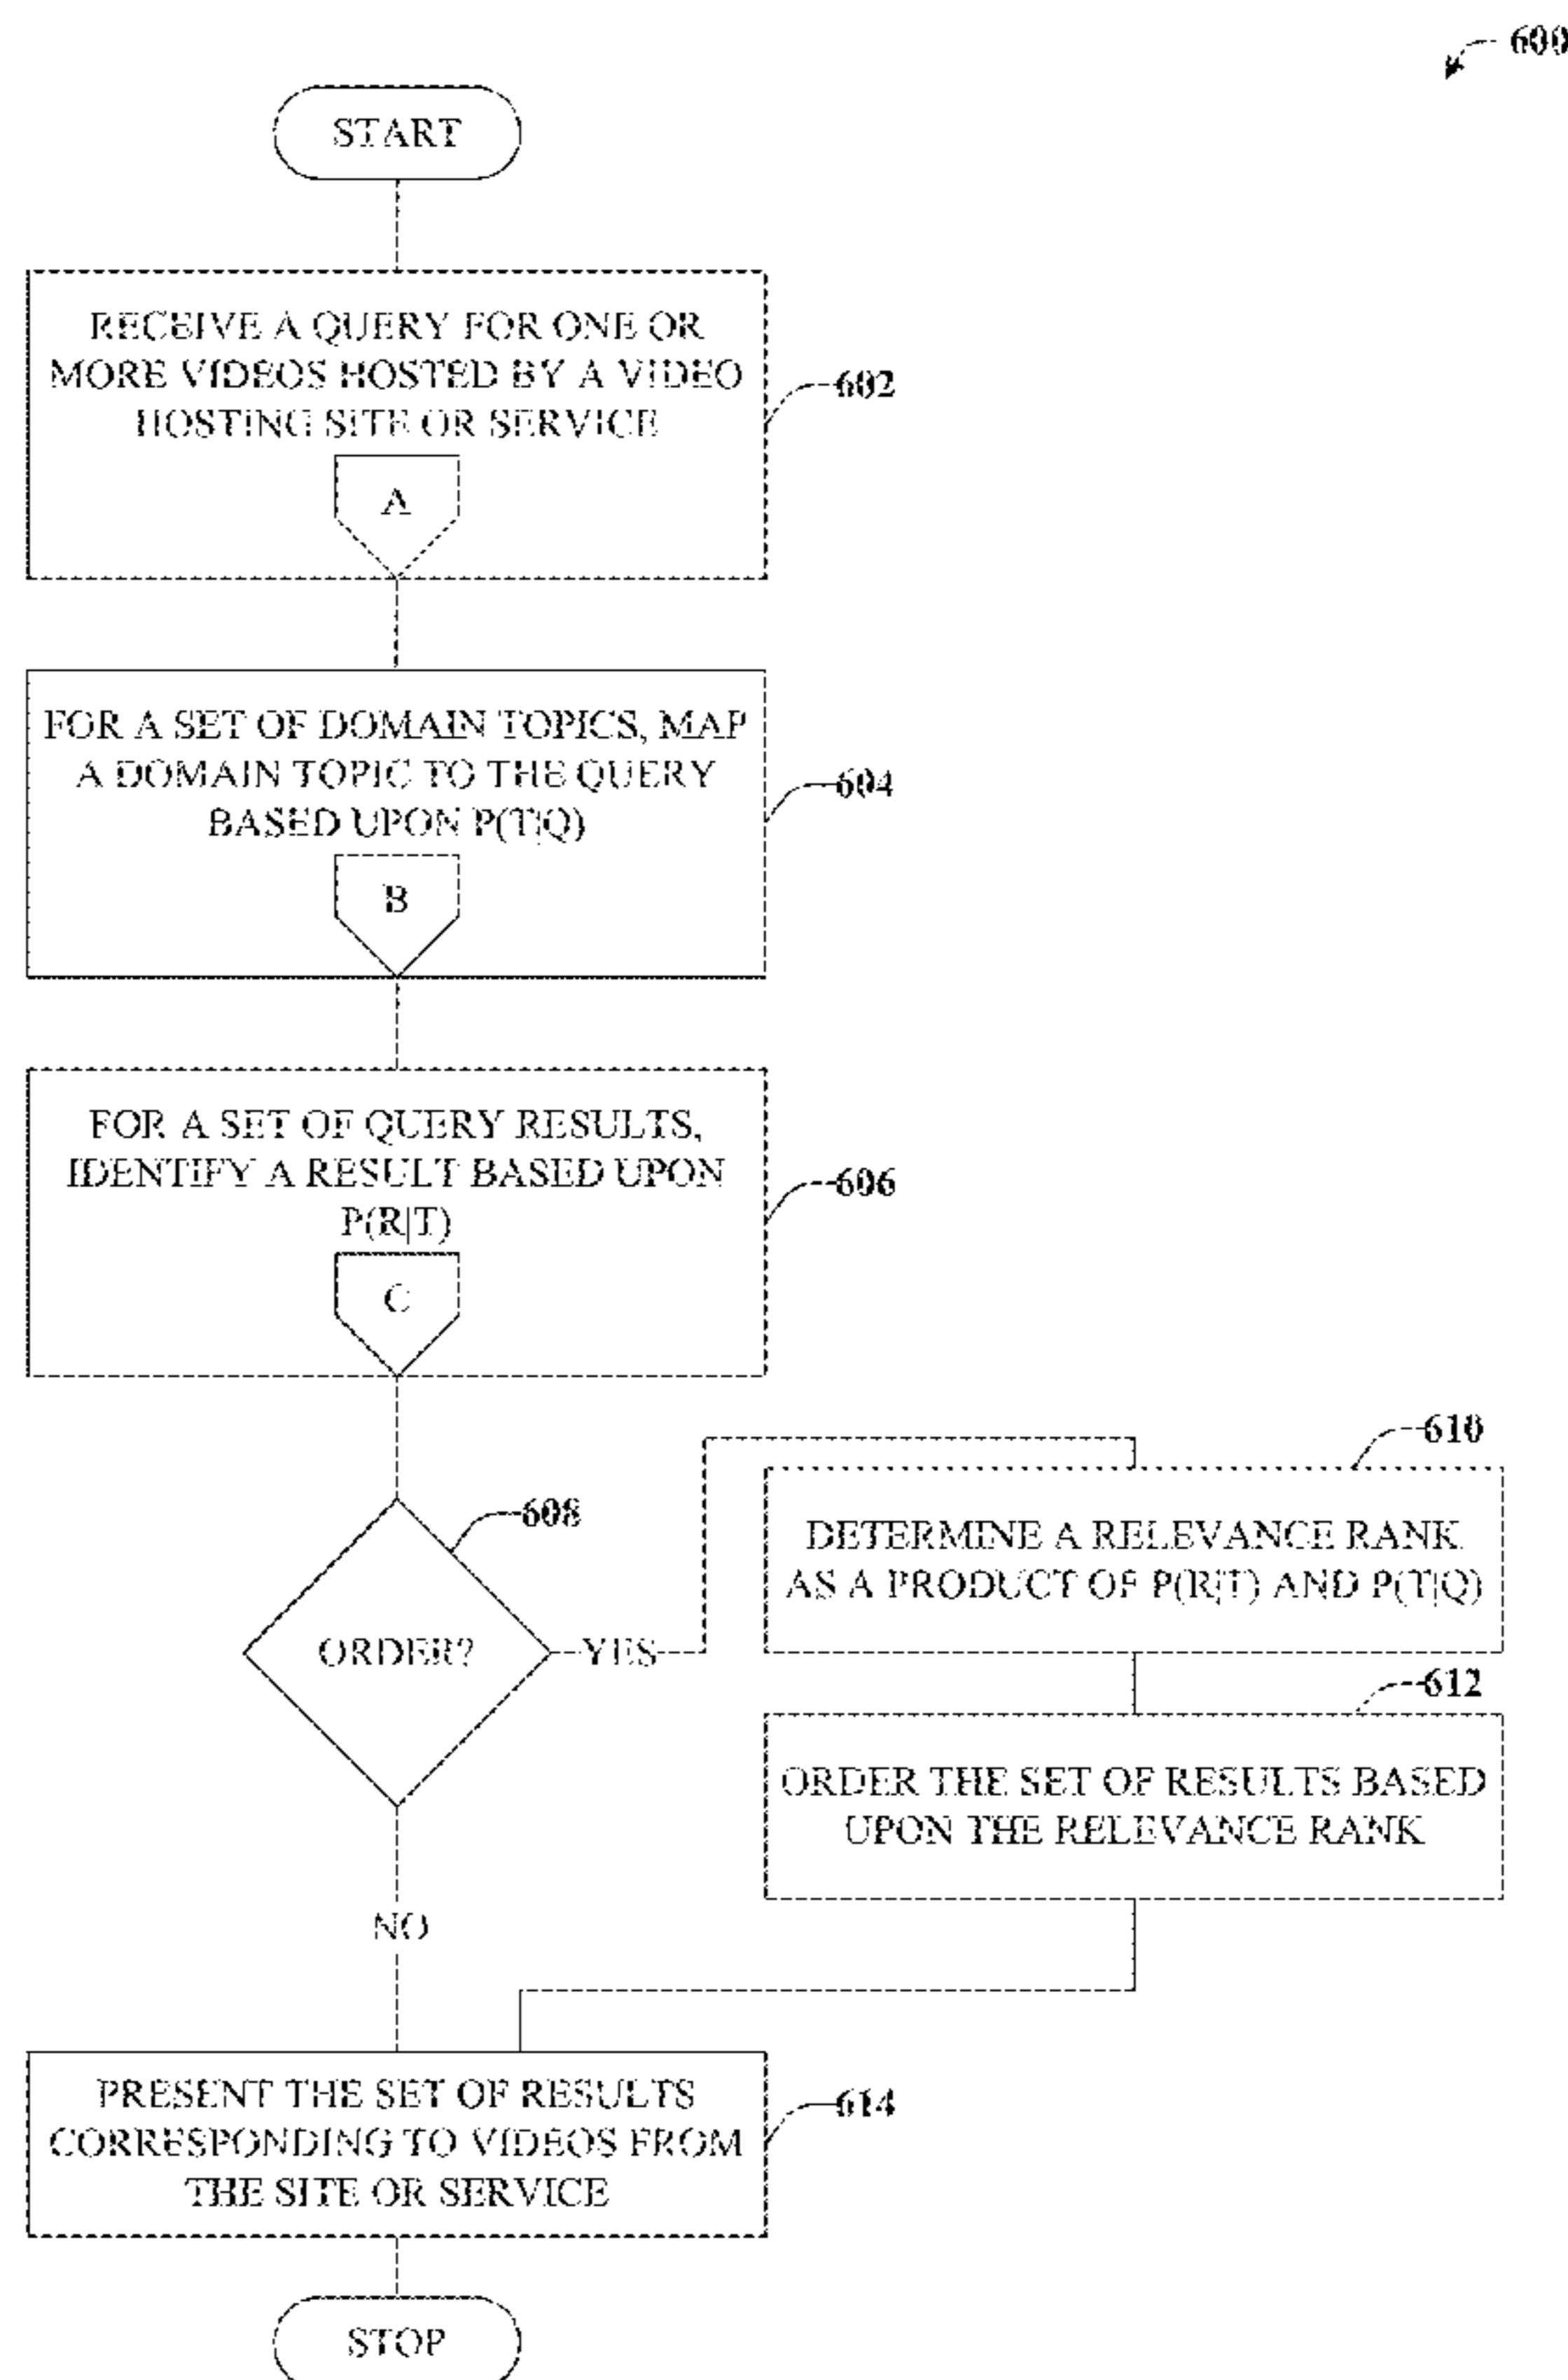 600
START
RECEIVE A QUERY FOR ONE OR
MORE VIDEOS HOSTED BY A VIDEO
HOSTING SITE OR SERVICE
602
A
FOR A SET OF DOMAIN TOPICS, MAP
A DOMAIN TOPIC TO THE QUERY
BASED UPON P(T|Q)
604
B
FOR A SET OF QUERY RESULTS,
IDENTIFY A RESULT BASED UPON
P(R|T)
606
C
608
ORDER?
YES
610
DETERMINE A RELEVANCE RANK
AS A PRODUCT OF P(R|T) AND P(T|Q)
612
ORDER THE SET OF RESULTS BASED
UPON THE RELEVANCE RANK
NO
PRESENT THE SET OF RESULTS
CORRESPONDING TO VIDEOS FROM
THE SITE OR SERVICE
614
STOP